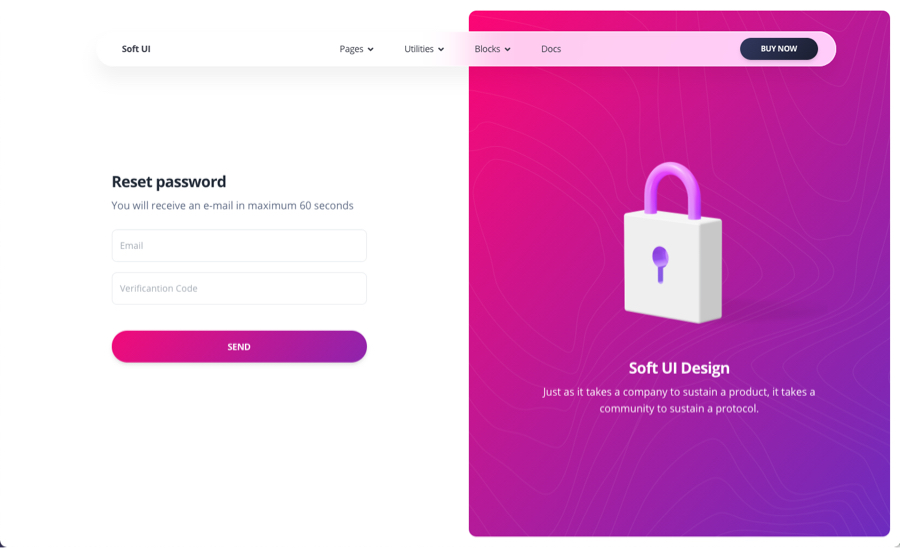 Soft UI
Pages
Utilities
Blocks
Docs
BUY NOW
Reset password
You will receive an e-mail in maximum 60 seconds
Email
Verificantion Code
SEND
Soft UI Design
Just as it takes a company to sustain a product, it takes a
community to sustain a protocol.